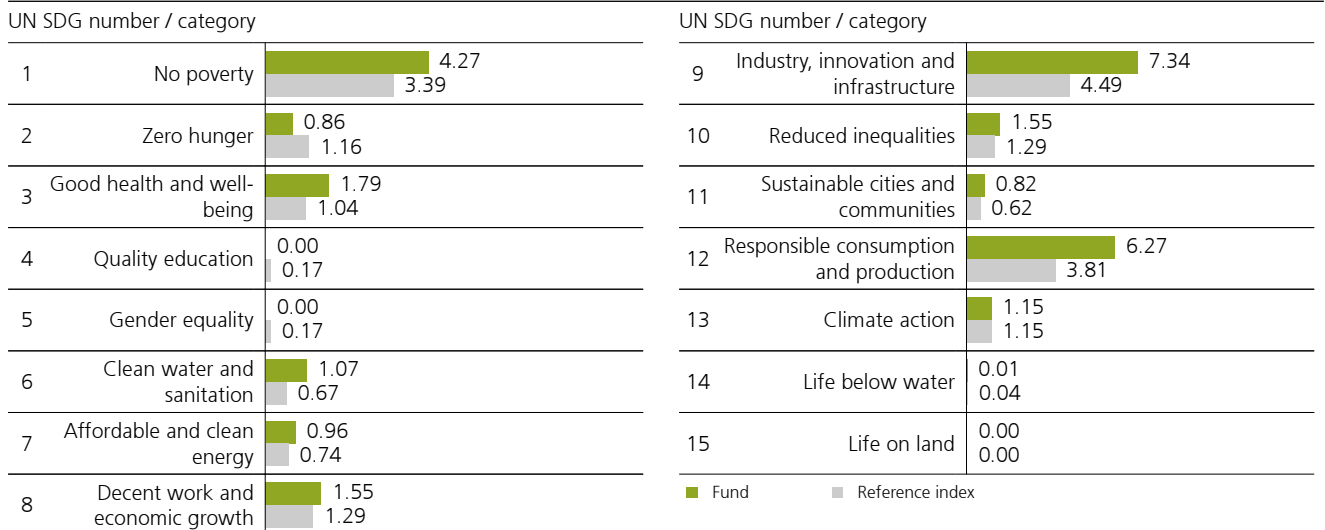 UN SDG number / category
1
No poverty
4.27
3.39
2
Zero hunger
0.86
1.16
3
Good health and well-
being
1.79
1.04
4
Quality education
0.00
0.17
5
Gender equality
0.00
0.17
6
Clean water and
sanitation
1.07
0.67
7
Affordable and clean
energy
0.96
0.74
8
Decent work and
economic growth
1.55
1.29
UN SDG number / category
9
Industry, innovation and
infrastructure
7.34
4.49
10
Reduced inequalities
1.55
1.29
11
Sustainable cities and
communities
0.82
0.62
12
Responsible consumption
and production
6.27
3.81
13
Climate action
1.15
1.15
14
Life below water
0.01
0.04
15
Life on land
0.00
0.00
Fund
Reference index